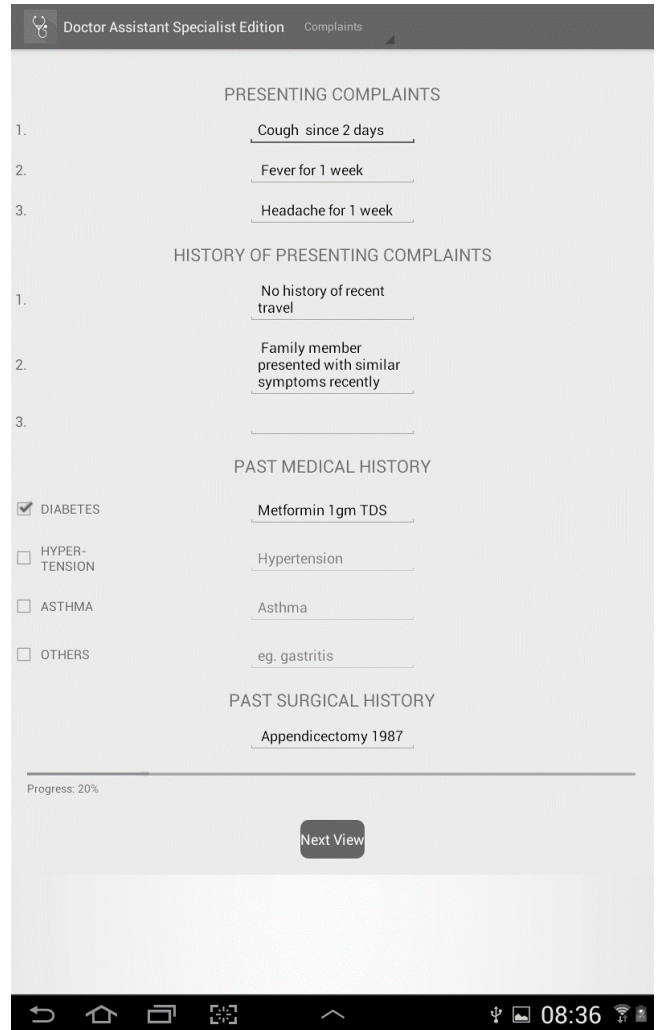 Doctor Assistant Specialist Edition Complaints
PRESENTING COMPLAINTS
1. Cough since 2 days
2. Fever for 1 week
3. Headache for 1 week
HISTORY OF PRESENTING COMPLAINTS
1. No history of recent
travel
2. Family member
presented with similar
symptoms recently
3.
PAST MEDICAL HISTORY
DIABETES Metformin 1gm TDS
HYPER-
TENSION Hypertension
ASTHMA Asthma
OTHERS eg. gastritis
PAST SURGICAL HISTORY
Appendicectomy 1987
Progress: 20%
Next View
08:36